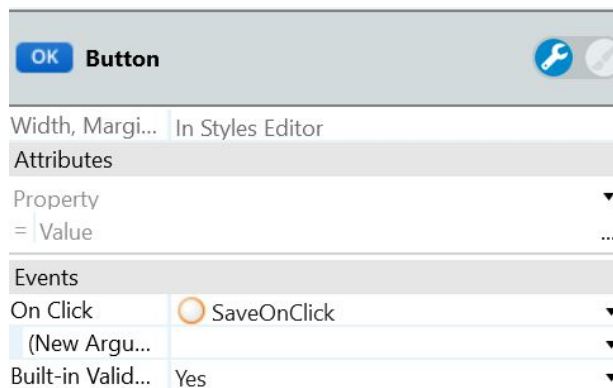 OK Button
Width, Margi... In Styles Editor
Attributes
Property
= Value
...
Events
On Click SaveOnClick
(New Argu...
Built-in Valid... Yes